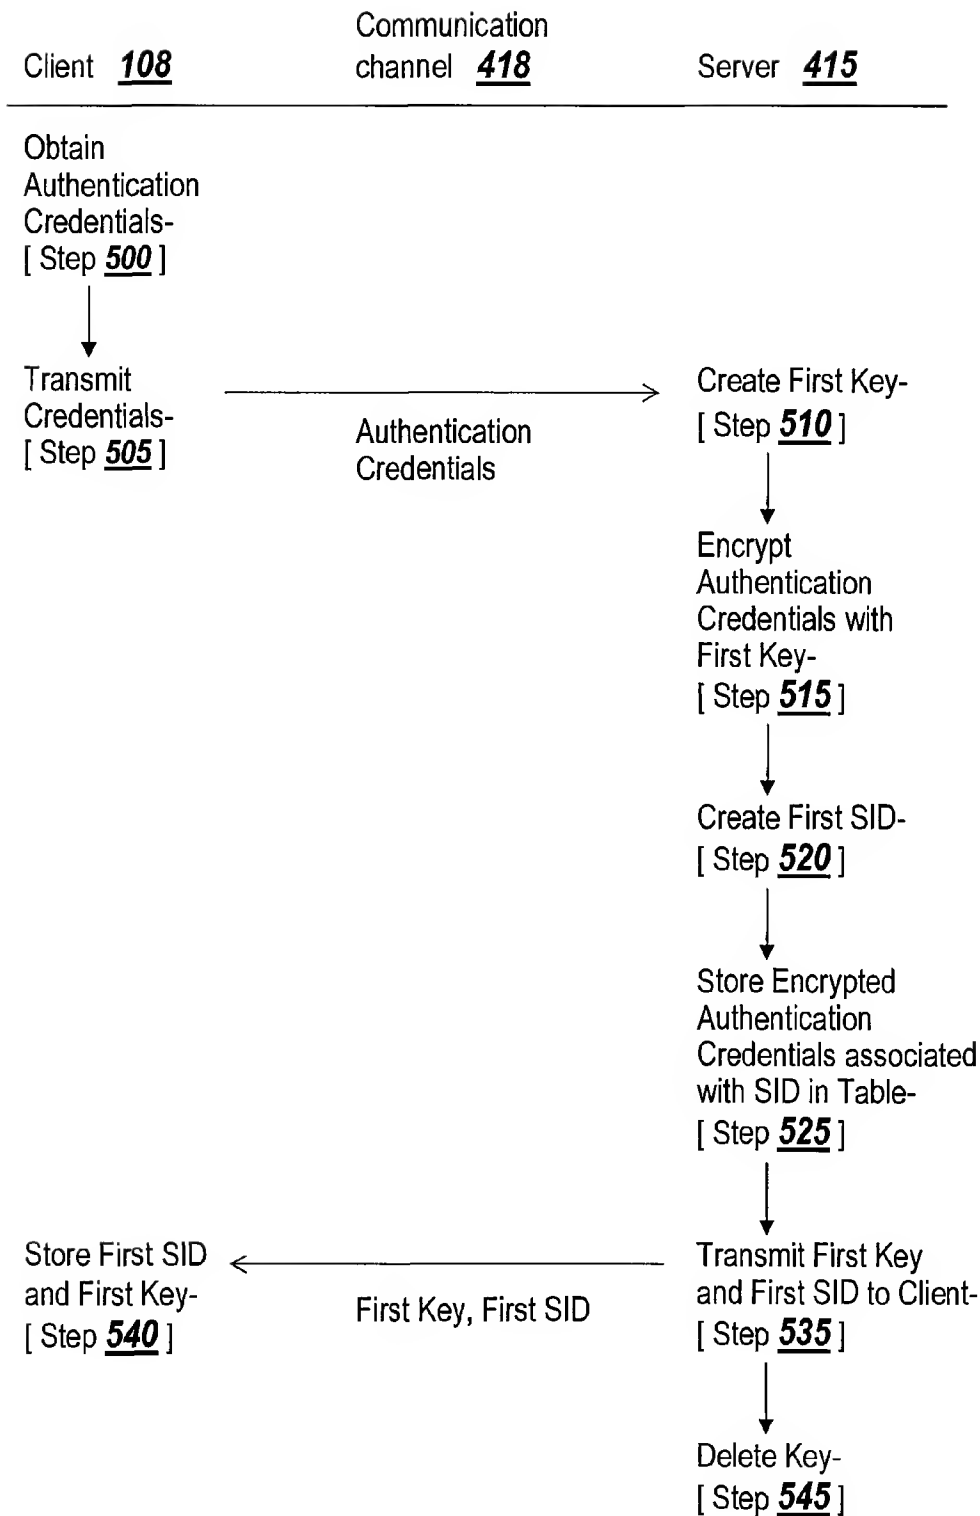 Client 108
Communication
channel 418
Server 415
Obtain
Authentication
Credentials-
[ Step 500 ]
Transmit
Credentials-
[ Step 505 ]
Authentication
Credentials
Create First Key-
[ Step 510 ]
Encrypt
Authentication
Credentials with
First Key-
[ Step 515 ]
Create First SID-
[ Step 520 ]
Store Encrypted
Authentication
Credentials associated
with SID in Table-
[ Step 525 ]
Transmit First Key
and First SID to Client-
[ Step 535 ]
First Key, First SID
Store First SID
and First Key-
[ Step 540 ]
Delete Key-
[ Step 545 ]